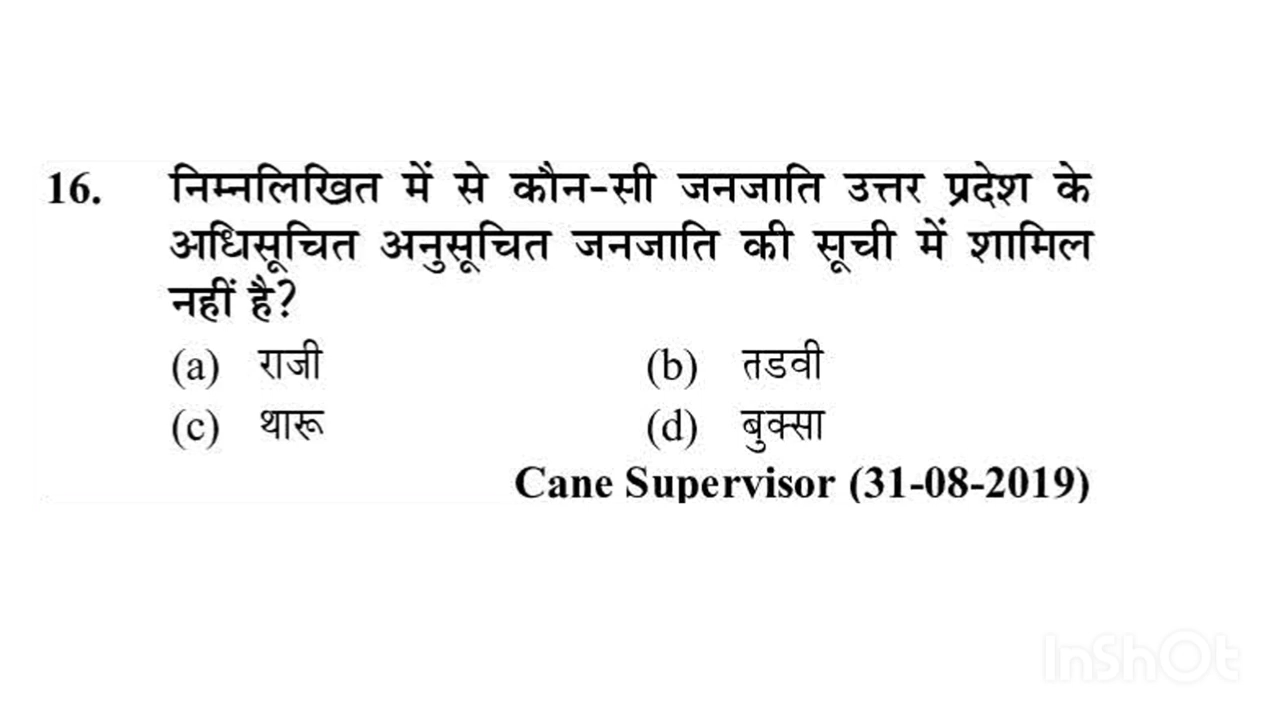 16. निम्नलिखित में से कौन-सी जनजाति उत्तर प्रदेश के
अधिसूचित अनुसूचित जनजाति की सूची में शामिल
नहीं है?
(a) राजी (b) तडवी
(c) थारू (d) बुक्सा
Cane Supervisor (31-08-2019)
InShOt